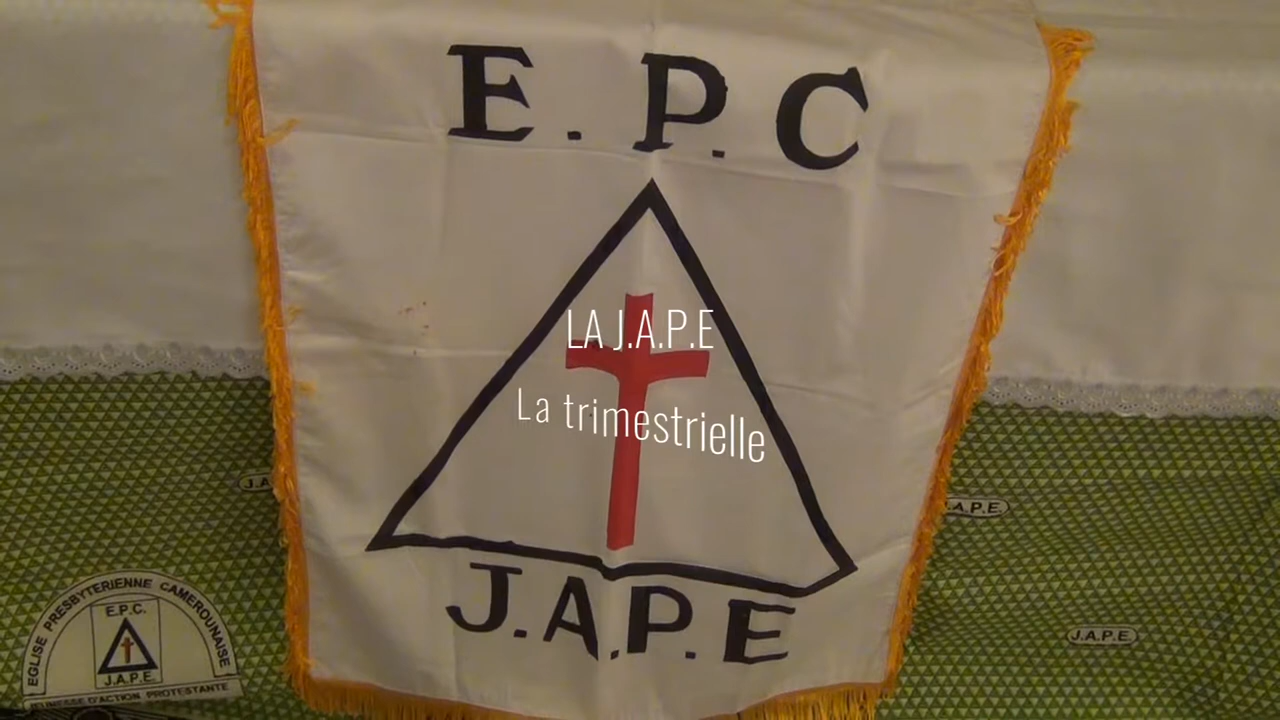 E.P.C
LA J.A.P.E
La trimestrielle
J.A.P.E
J.A
A.P.E.
J.A.P.E.
EGLISE PRESBYTERIENNE CAMEROUNAISE
E.P.C.
J.A.P.E.
JEUNESSE D'ACTION PROTESTANTE